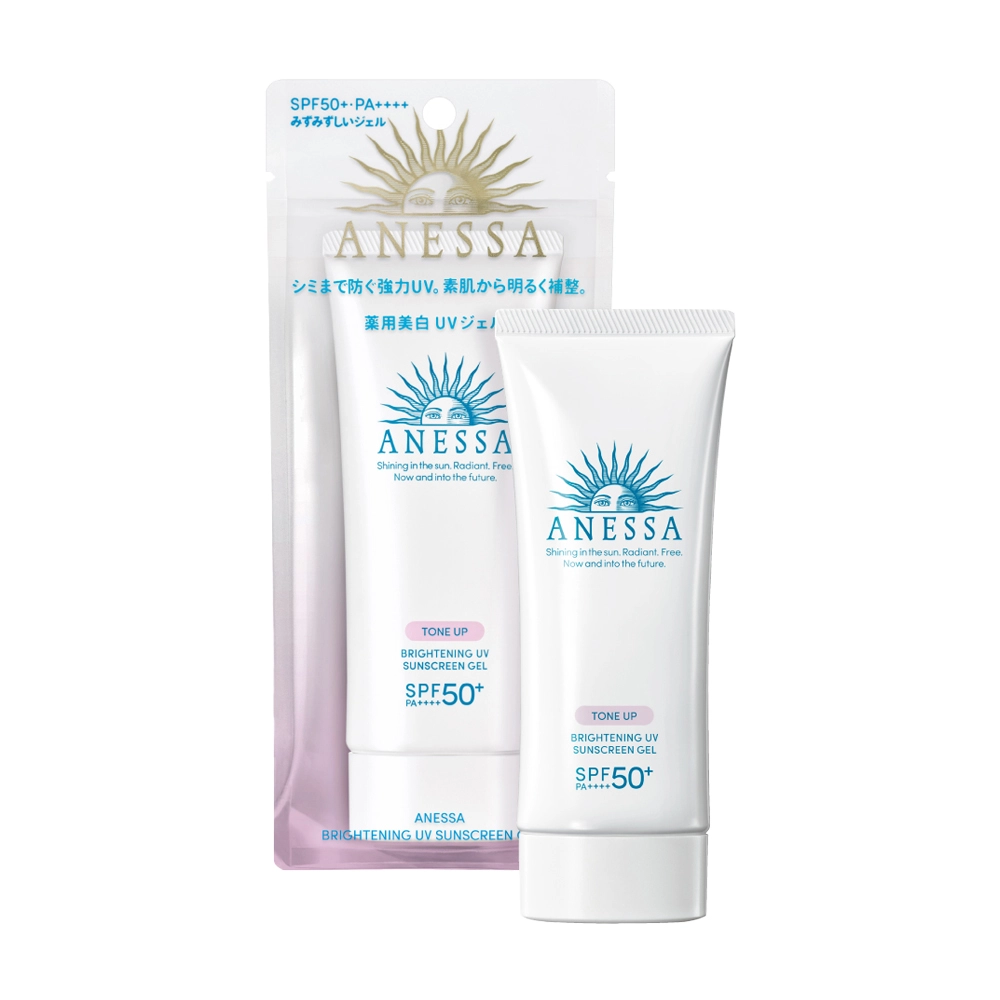 SPF50+・PA++++
みずみずしいジェル
ANESSA
シミまで防ぐ強力UV。素肌から明るく補整。
薬用美白 UVジェル
ANESSA
Shining in the sun. Radiant. Free.
Now and into the future.
TONE UP
BRIGHTENING UV
SUNSCREEN GEL
SPF50+
PA++++
ANESSA
BRIGHTENING UV SUNSCREEN
ANESSA
Shining in the sun. Radiant. Free.
Now and into the future.
TONE UP
BRIGHTENING UV
SUNSCREEN GEL
SPF50+
PA++++